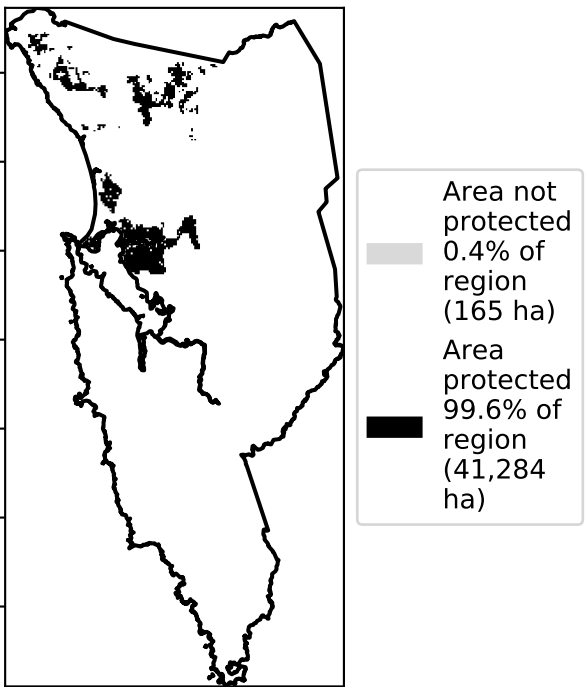 Area not
protected
0.4% of
region
(165 ha)
Area
protected
99.6% of
region
(41,284
ha)